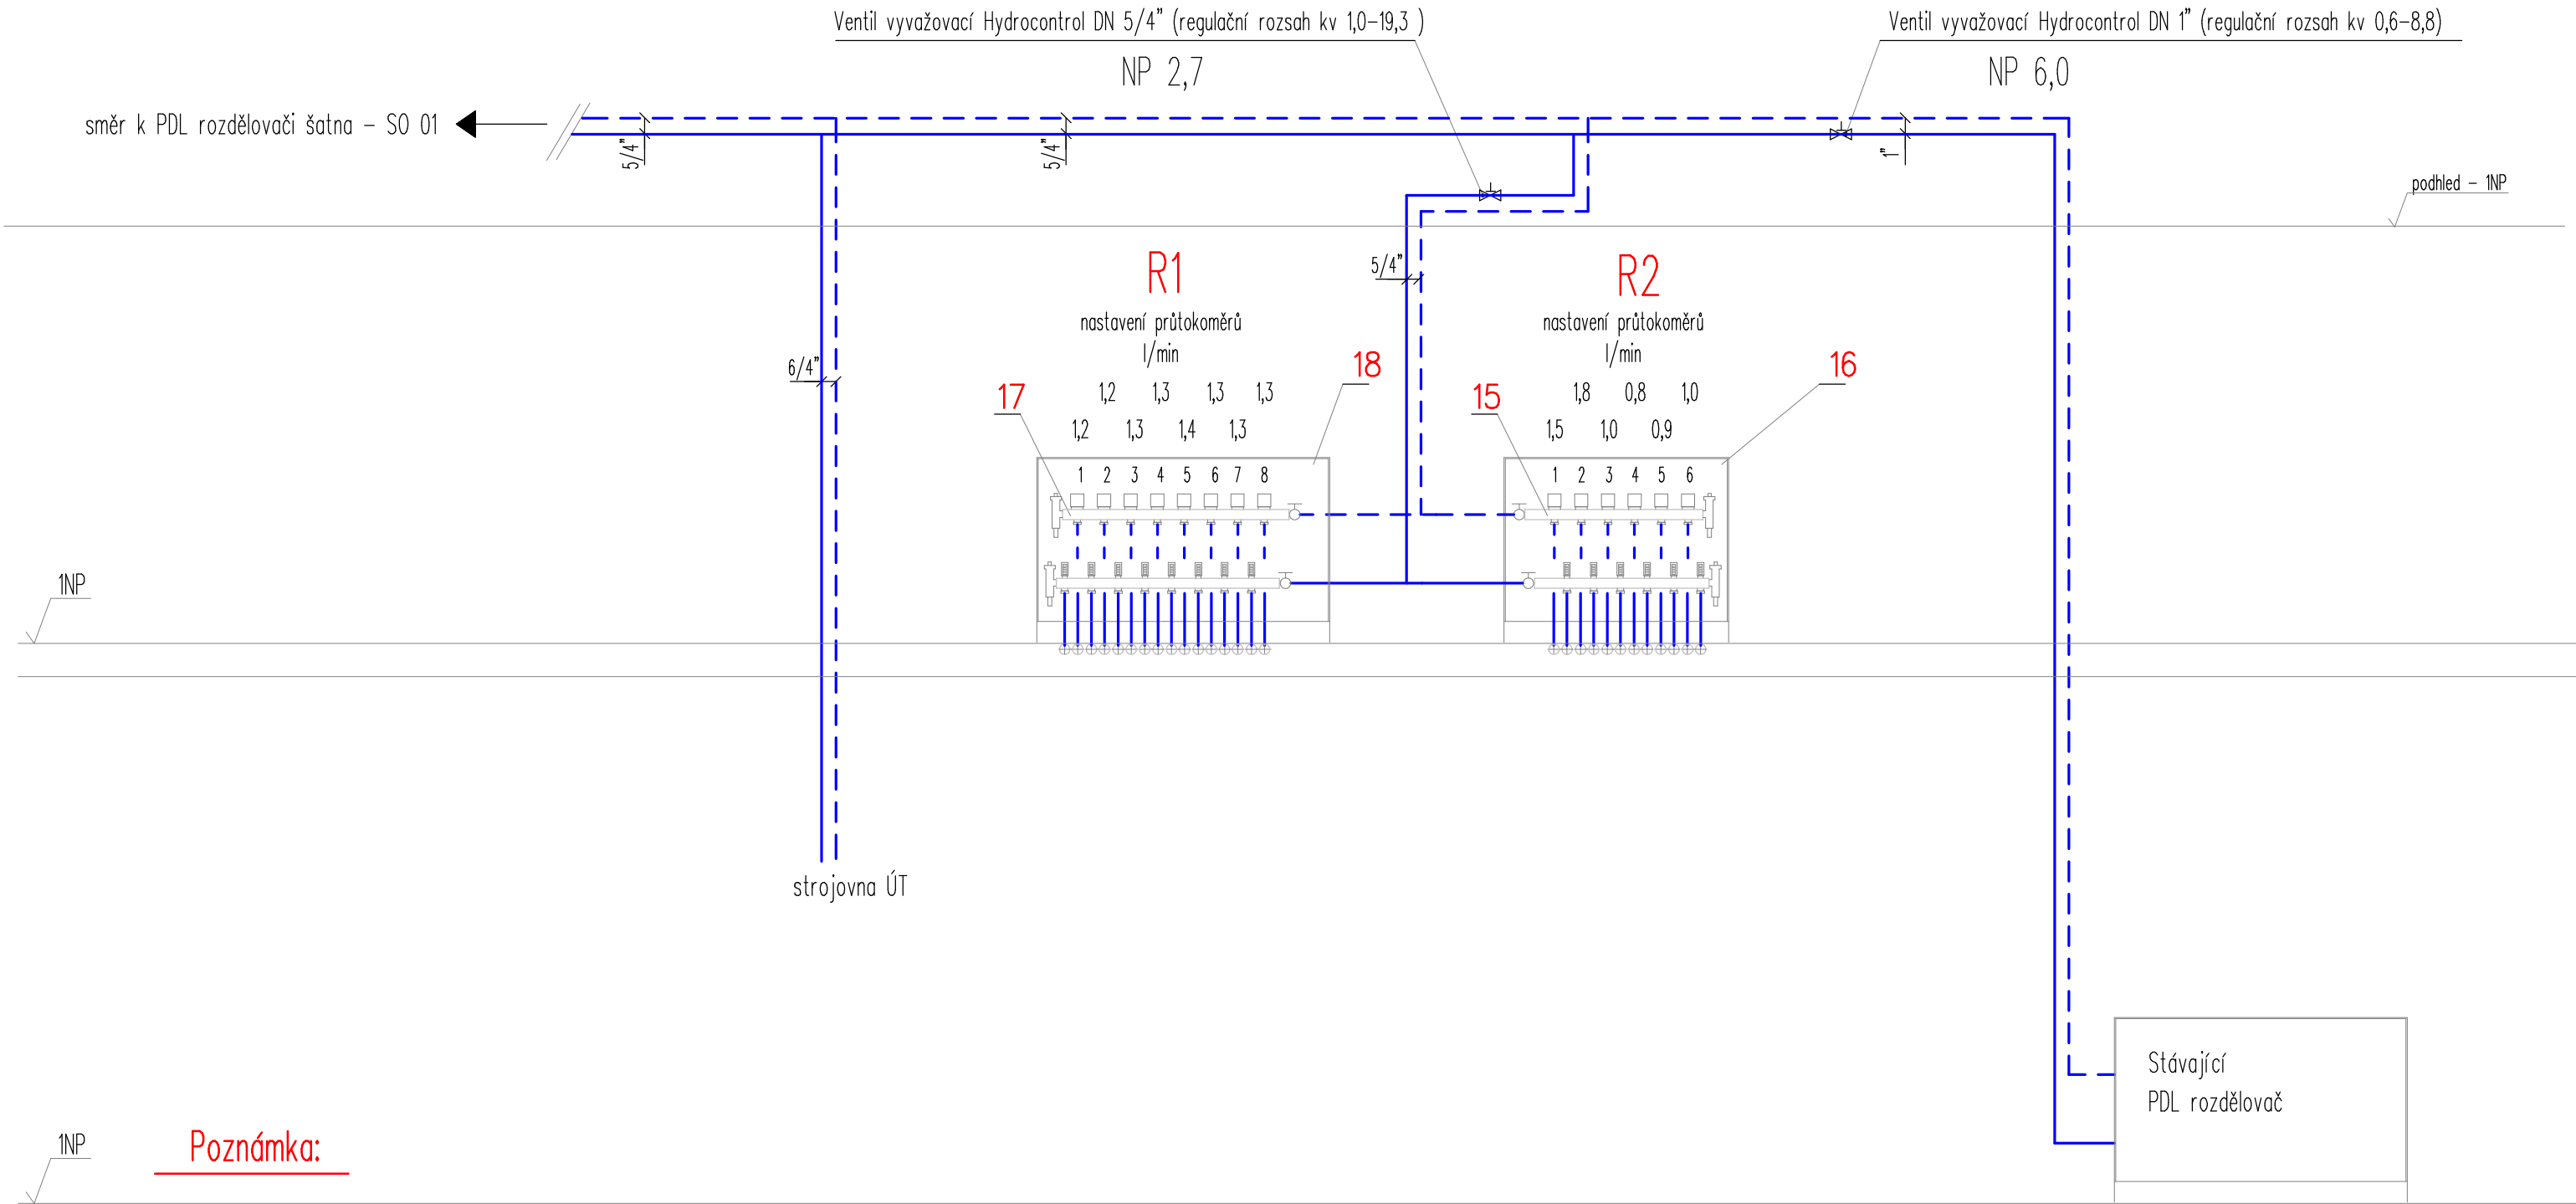 Ventil vyvažovací Hydrocontrol DN 5/4" (regulační rozsah kv 1,0–19,3 )
NP 2,7
Ventil vyvažovací Hydrocontrol DN 1" (regulační rozsah kv 0,6–8,8)
NP 6,0
směr k PDL rozdělovači šatna – SO 01
5/4"
5/4"
1"
podhled – 1NP
5/4"
6/4"
R1
nastavení průtokoměrů
l/min
18
17
1,2 1,3 1,3 1,3
1,2 1,3 1,4 1,3
1 2 3 4 5 6 7 8
R2
nastavení průtokoměrů
l/min
16
15
1,8 0,8 1,0
1,5 1,0 0,9
1 2 3 4 5 6
1NP
strojovna ÚT
Stávající
PDL rozdělovač
1NP
Poznámka: